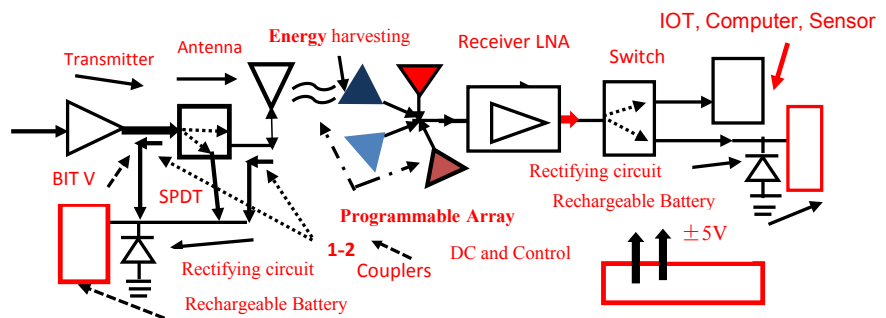 IOT, Computer, Sensor
Transmitter
Antenna
Energy harvesting
Receiver LNA
Switch
BIT V
SPDT
Rectifying circuit
Rechargeable Battery
Programmable Array
±5V
1-2
Couplers
DC and Control
Rectifying circuit
Rechargeable Battery